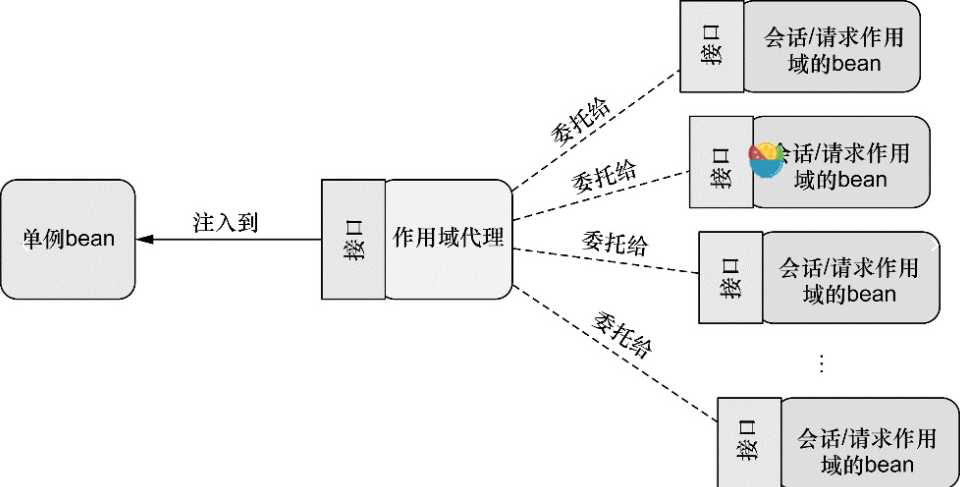 单例bean
注入到
接口
作用域代理
委托给
委托给
委托给
委托给
接口
会话/请求作用
域的bean
接口
会话/请求作用
域的bean
接口
会话/请求作用
域的bean
⋮
接口
会话/请求作用
域的bean